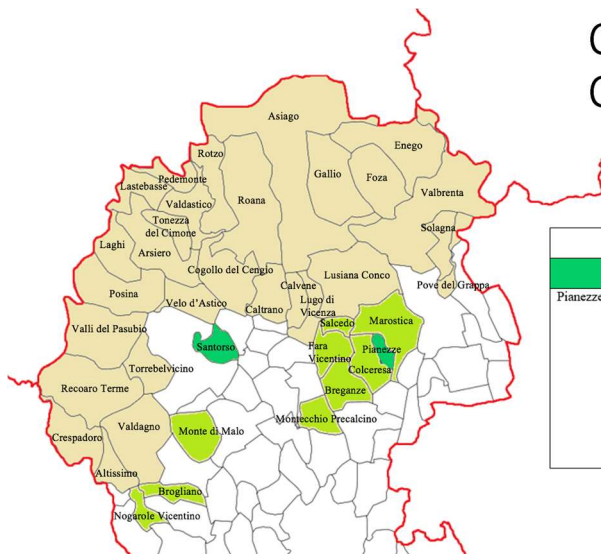 Asiago
Enego
Rotzo
Gallio
Foza
Pedemonte
Lastebasse
Roana
Valbrenta
Valdastico
Tonezza
del Cimone
Solagna
Laghi
Arsiero
Cogollo del Cengio
Lusiana Conco
Calvene
Pove del Grappa
Posina
Velo d'Astico
Lugo di
Vicenza
Caltrano
Salcedo
Marostica
Valli del Pasubio
Santorso
Fara
Vicentino
Pianezze
Torrebelvicino
Colceresa
Recoaro Terme
Breganze
Montecchio Precalcino
Valdagno
Monte di Malo
Crespadoro
Altissimo
Brogliano
Nogarole Vicentino
Pianezze